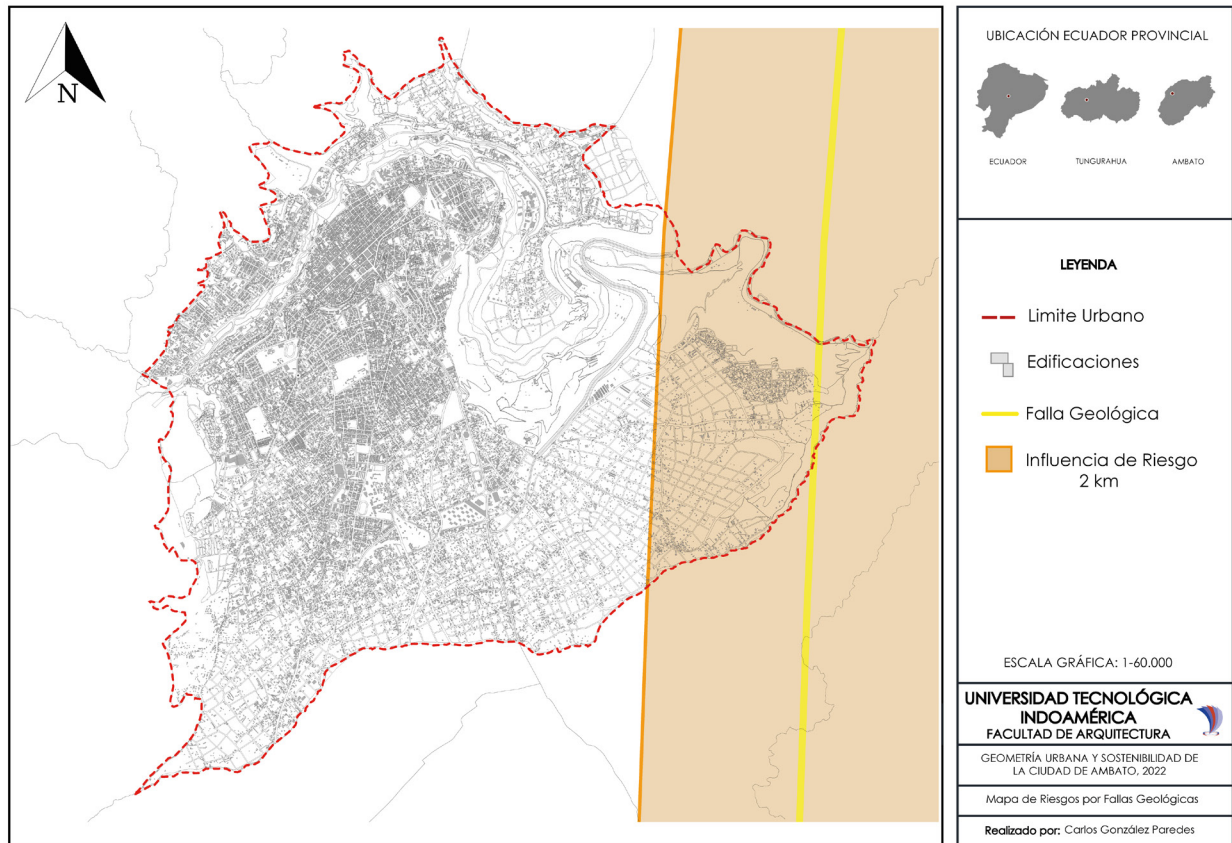 N
UBICACIÓN ECUADOR PROVINCIAL
ECUADOR
TUNGURAHUA
AMBATO
LEYENDA
Limite Urbano
Edificaciones
Falla Geológica
Influencia de Riesgo
2 km
ESCALA GRÁFICA: 1-60.000
UNIVERSIDAD TECNOLÓGICA
INDOAMÉRICA
FACULTAD DE ARQUITECTURA
GEOMETRÍA URBANA Y SOSTENIBILIDAD DE
LA CIUDAD DE AMBATO, 2022
Mapa de Riesgos por Fallas Geológicas
Realizado por: Carlos González Paredes